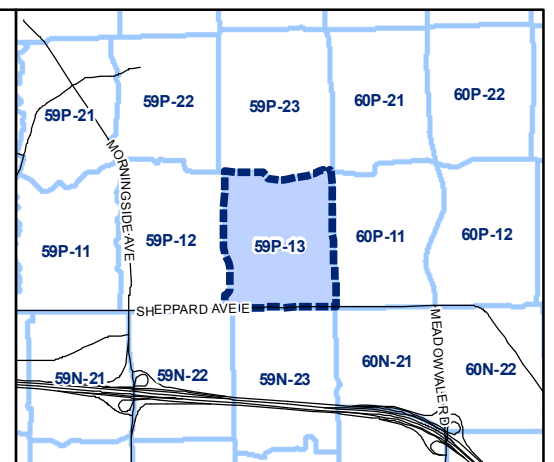 59P-21
59P-22
59P-23
60P-21
60P-22
MORNINGSIDE AVE
59P-11
59P-12
59P-13
60P-11
60P-12
SHEPPARD AVE E
MEADOWVALE RD
59N-21
59N-22
59N-23
60N-21
60N-22